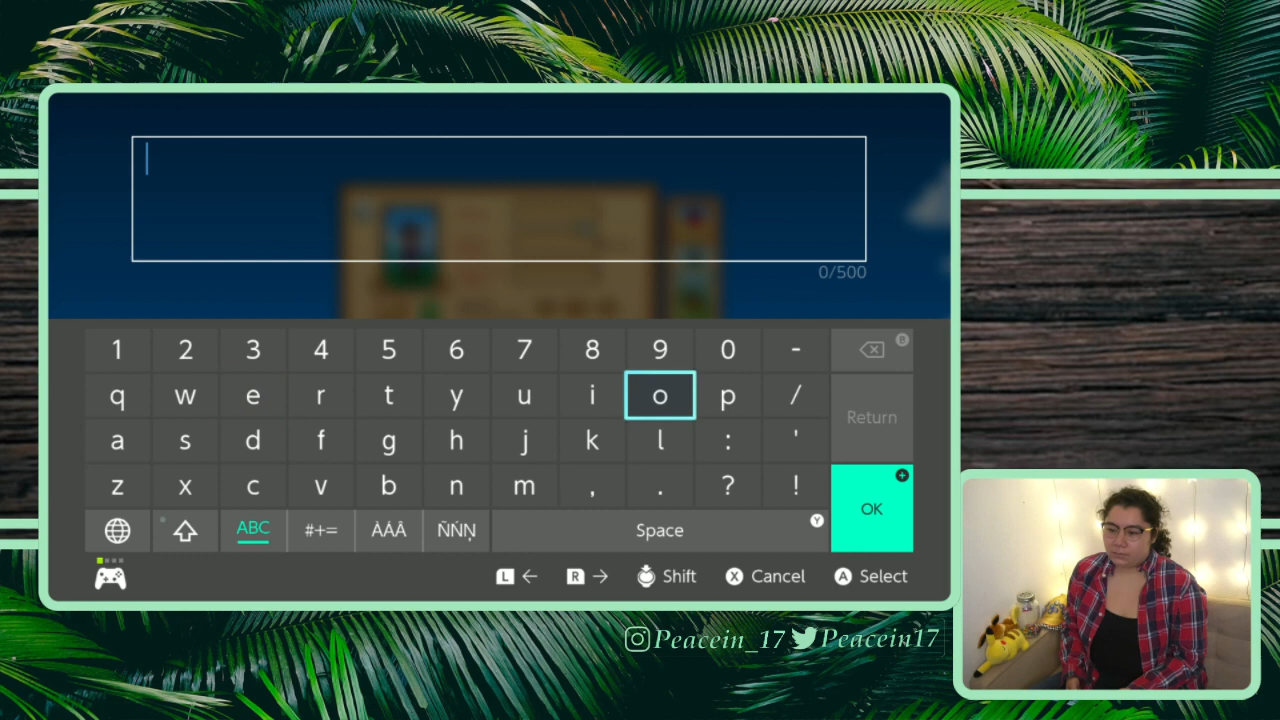 0/500
1 2 3 4 5 6 7 8 9 0 -
q w e r t y u i o p /
Return
a s d f g h j k l : '
z x c v b n m , . ? !
OK
ABC #+= ÀÁÂ ÑŃŅ Space
L ← R → Shift X Cancel A Select
Peacein_17 Peacein17